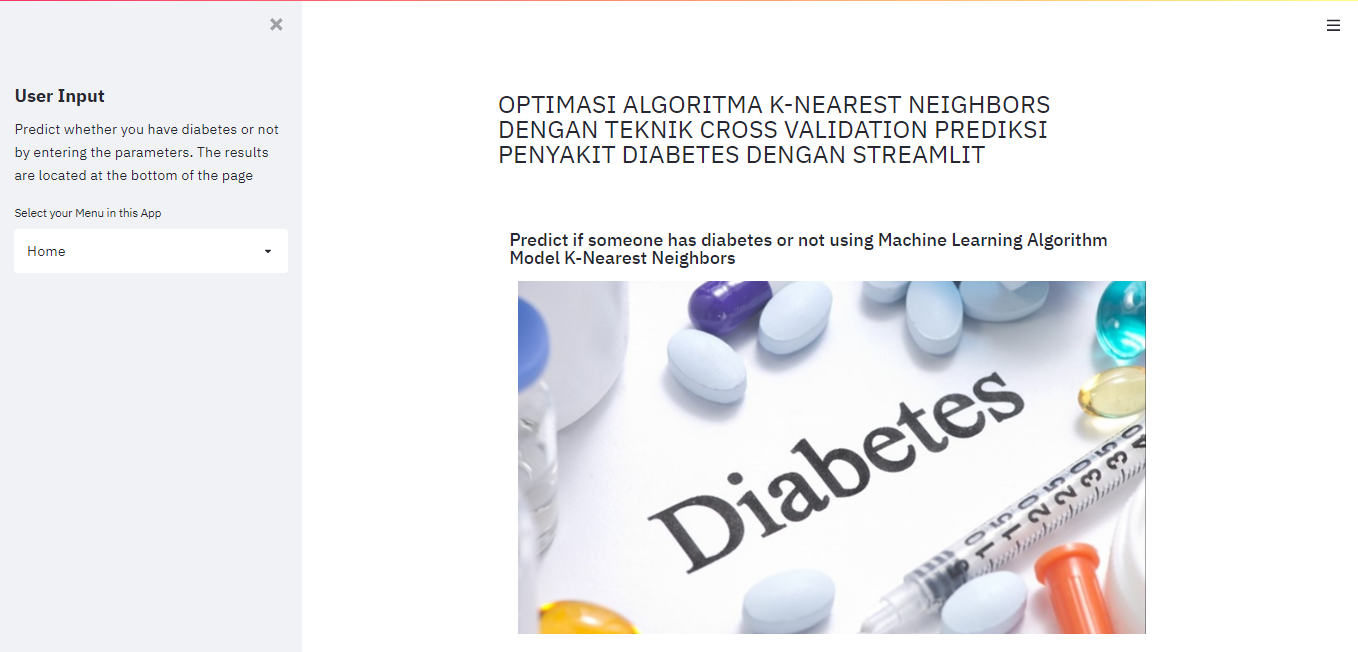 User Input
Predict whether you have diabetes or not
by entering the parameters. The results
are located at the bottom of the page
Select your Menu in this App
Home
OPTIMASI ALGORITMA K-NEAREST NEIGHBORS
DENGAN TEKNIK CROSS VALIDATION PREDIKSI
PENYAKIT DIABETES DENGAN STREAMLIT
Predict if someone has diabetes or not using Machine Learning Algorithm
Model K-Nearest Neighbors
Diabetes